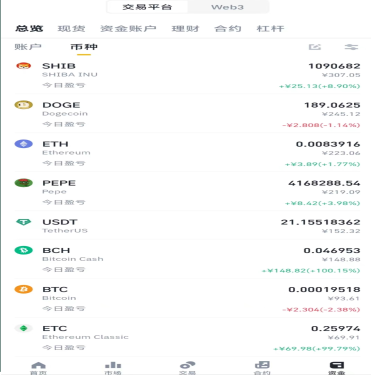 交易平台 Web3
总览 现货 资金账户 理财 合约 杠杆
账户 币种
SHIB 1090682
SHIBA INU ¥307.05
今日盈亏 +¥25.13(+8.90%)
DOGE 189.0625
Dogecoin ¥245.12
今日盈亏 -¥2.808(-1.14%)
ETH 0.0083916
Ethereum ¥223.06
今日盈亏 +¥3.89(+1.77%)
PEPE 4168288.54
Pepe ¥219.09
今日盈亏 +¥8.42(+3.98%)
USDT 21.15518362
TetherUS ¥152.32
BCH 0.046953
Bitcoin Cash ¥148.88
今日盈亏 +¥148.82(+100.15%)
BTC 0.00019518
Bitcoin ¥93.61
今日盈亏 -¥2.304(-2.38%)
ETC 0.25974
Ethereum Classic ¥69.91
今日盈亏 +¥69.98(+99.79%)
首页 市场 交易 合约 资金